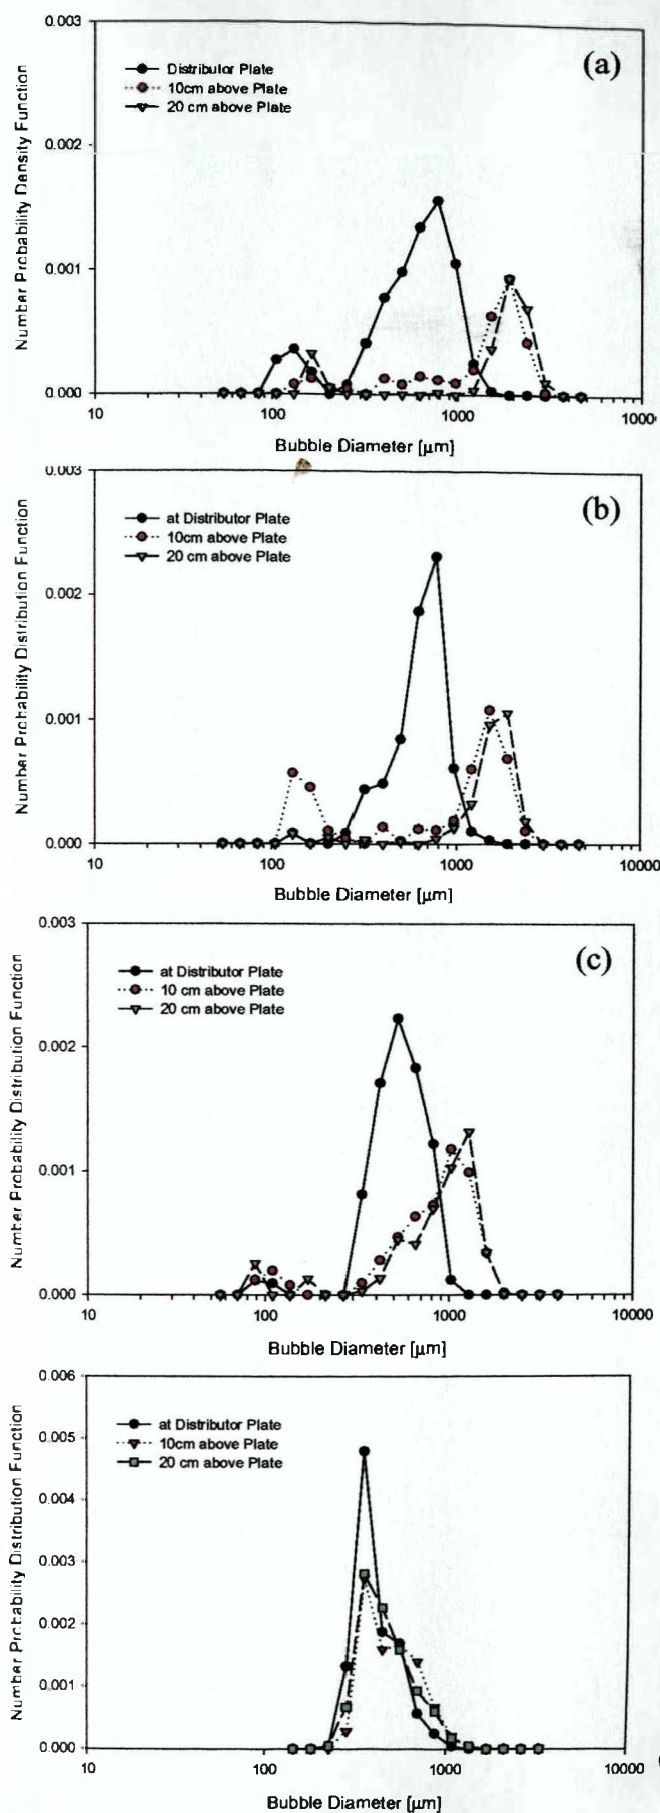 0.003
(a)
Distributor Plate
10cm above Plate
20 cm above Plate
0.002
0.001
0.000
Number Probability Density Function
10
100
1000
1000
Bubble Diameter [μm]
0.003
(b)
at Distributor Plate
10cm above Plate
20 cm above Plate
0.002
0.001
0.000
Number Probability Distribution Function
10
100
1000
10000
Bubble Diameter [μm]
0.003
(c)
at Distributor Plate
10 cm above Plate
20 cm above Plate
0.002
0.001
0.000
Number Probability Distribution Function
10
100
1000
10000
Bubble Diameter [μm]
0.006
at Distributor Plate
10cm above Plate
20 cm above Plate
0.005
0.004
0.003
0.002
0.001
0.000
Number Probability Distribution Function
10
100
1000
10000
Bubble Diameter [μm]